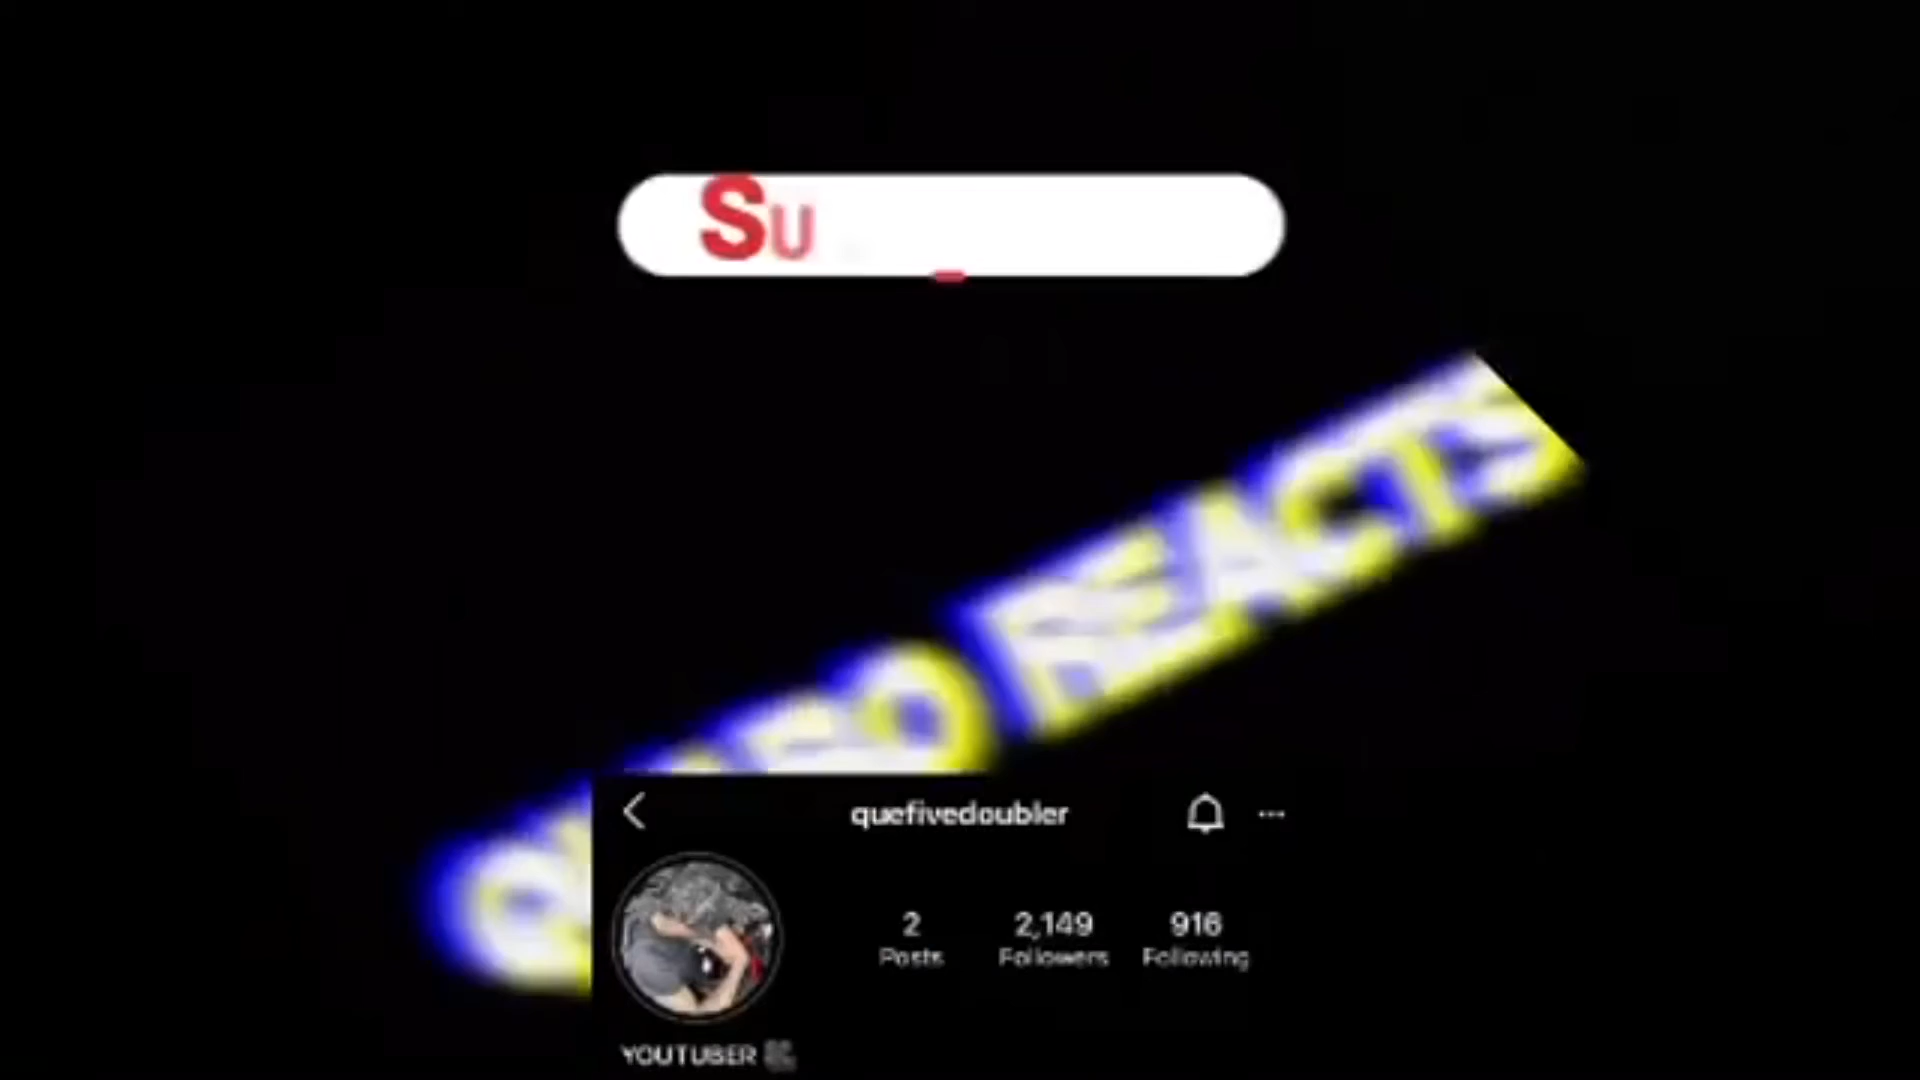 Su
REACTS
quefivedoubler
2 2,149 916
Posts Followers Following
YOUTUBER